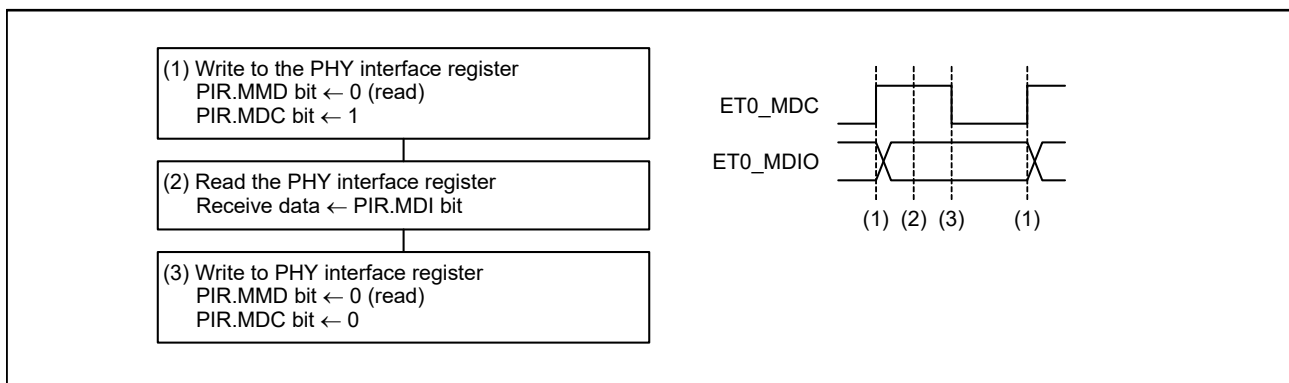 (1) Write to the PHY interface register
PIR.MMD bit ← 0 (read)
PIR.MDC bit ← 1
(2) Read the PHY interface register
Receive data ← PIR.MDI bit
(3) Write to PHY interface register
PIR.MMD bit ← 0 (read)
PIR.MDC bit ← 0
ET0_MDC
ET0_MDIO
(1) (2) (3) (1)